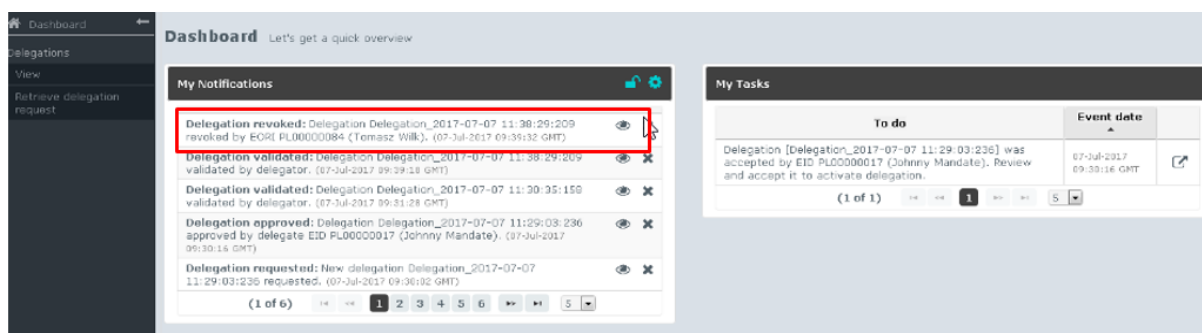 Dashboard
Delegations
View
Retrieve delegation
request
Dashboard Let's get a quick overview
My Notifications
Delegation revoked: Delegation Delegation_2017-07-07 11:38:29:209
revoked by EORI PL00000084 (Tomasz Wilk). (07-Jul-2017 09:39:32 GMT)
Delegation validated: Delegation Delegation_2017-07-07 11:38:29:209
validated by delegator. (07-Jul-2017 09:39:18 GMT)
Delegation validated: Delegation Delegation_2017-07-07 11:30:35:158
validated by delegator. (07-Jul-2017 09:31:28 GMT)
Delegation approved: Delegation Delegation_2017-07-07 11:29:03:236
approved by delegate EID PL00000017 (Johnny Mandate). (07-Jul-2017
09:30:16 GMT)
Delegation requested: New delegation Delegation_2017-07-07
11:29:03:236 requested. (07-Jul-2017 09:30:02 GMT)
(1 of 6) 1 2 3 4 5 6 5
My Tasks
To do Event date
Delegation [Delegation_2017-07-07 11:29:03:236] was
accepted by EID PL00000017 (Johnny Mandate). Review
and accept it to activate delegation.
07-Jul-2017
09:30:16 GMT
(1 of 1) 1 5